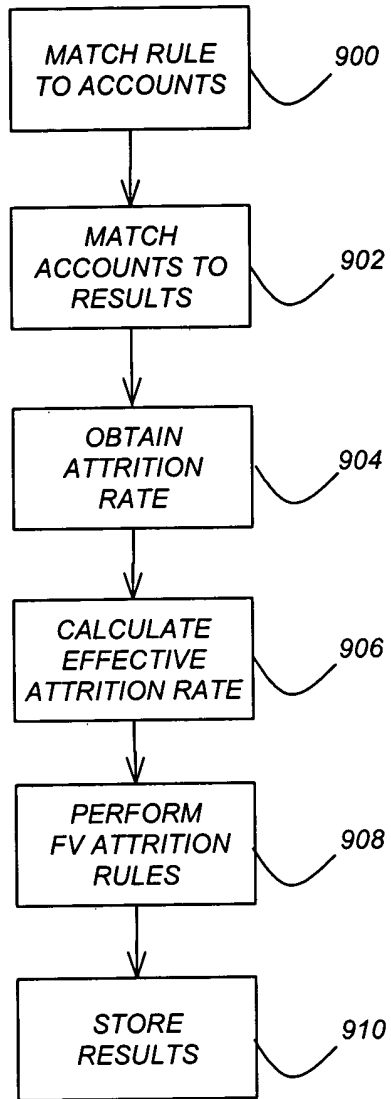 MATCH RULE
TO ACCOUNTS
900
MATCH
ACCOUNTS TO
RESULTS
902
OBTAIN
ATTRITION
RATE
904
CALCULATE
EFFECTIVE
ATTRITION RATE
906
PERFORM
FV ATTRITION
RULES
908
STORE
RESULTS
910